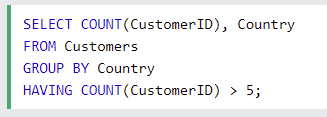 SELECT COUNT(CustomerID), Country
FROM Customers
GROUP BY Country
HAVING COUNT(CustomerID) > 5;